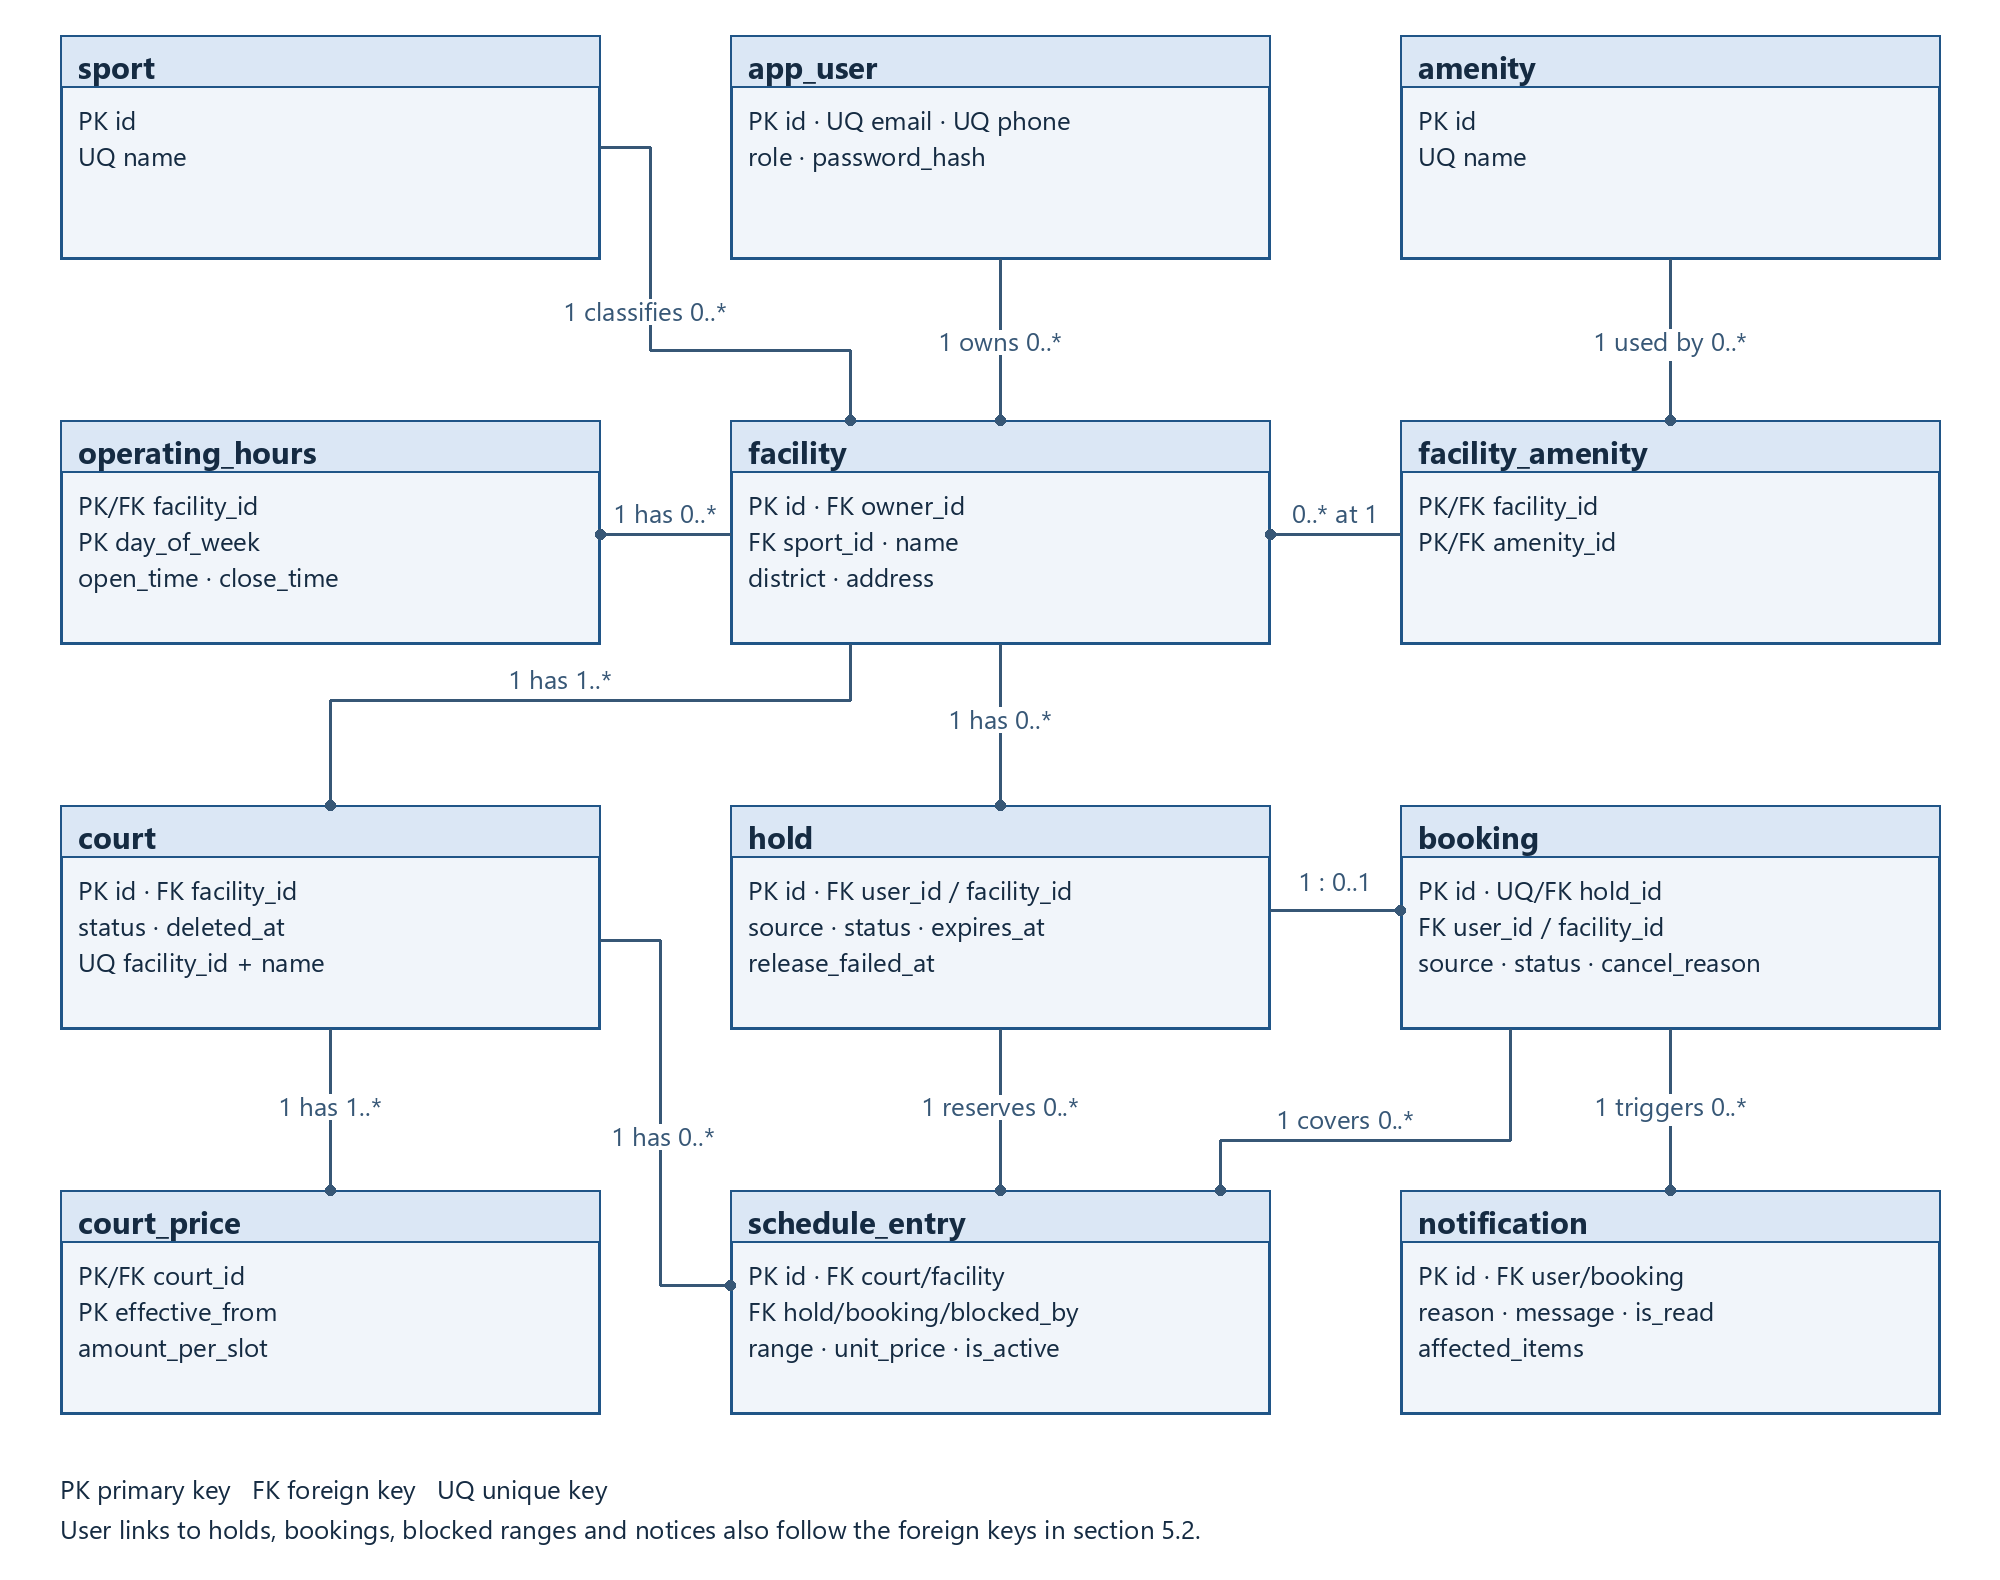 sport
PK id
UQ name
app_user
PK id · UQ email · UQ phone
role · password_hash
amenity
PK id
UQ name
1 classifies 0..*
1 owns 0..*
1 used by 0..*
operating_hours
PK/FK facility_id
PK day_of_week
open_time · close_time
1 has 0..*
facility
PK id · FK owner_id
FK sport_id · name
district · address
0..* at 1
facility_amenity
PK/FK facility_id
PK/FK amenity_id
1 has 1..*
1 has 0..*
court
PK id · FK facility_id
status · deleted_at
UQ facility_id + name
hold
PK id · FK user_id / facility_id
source · status · expires_at
release_failed_at
1 : 0..1
booking
PK id · UQ/FK hold_id
FK user_id / facility_id
source · status · cancel_reason
1 has 1..*
1 has 0..*
1 reserves 0..*
1 covers 0..*
1 triggers 0..*
court_price
PK/FK court_id
PK effective_from
amount_per_slot
schedule_entry
PK id · FK court/facility
FK hold/booking/blocked_by
range · unit_price · is_active
notification
PK id · FK user/booking
reason · message · is_read
affected_items
PK primary key FK foreign key UQ unique key
User links to holds, bookings, blocked ranges and notices also follow the foreign keys in section 5.2.